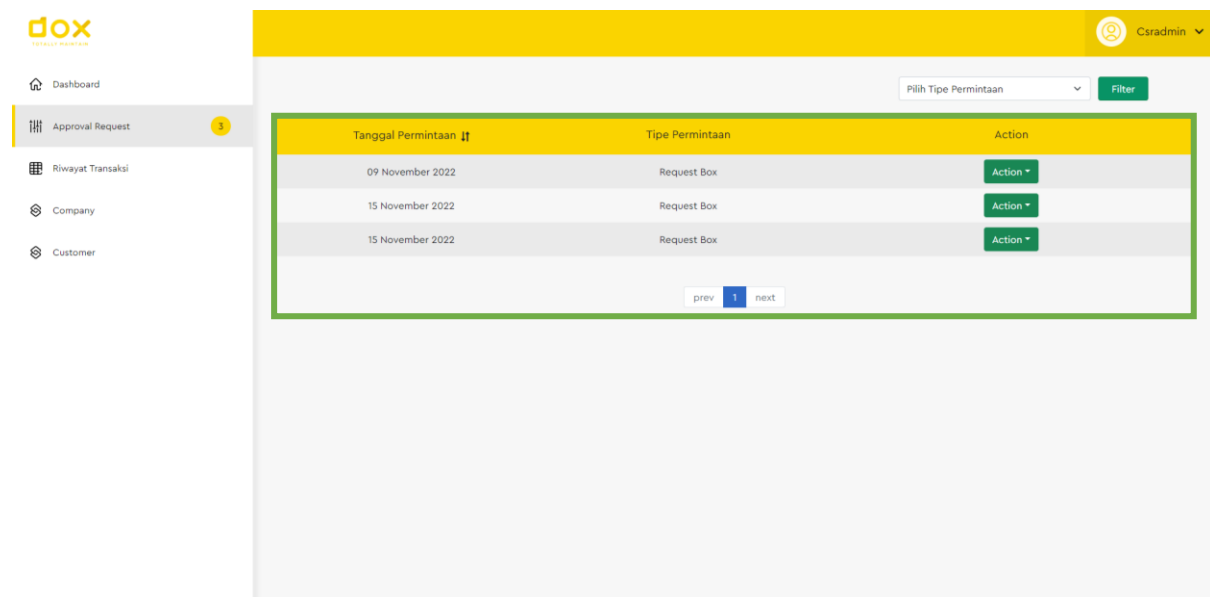 dox
Csradmin
Dashboard
Pilih Tipe Permintaan
Filter
Approval Request 3
Tanggal Permintaan Tipe Permintaan Action
Riwayat Transaksi
09 November 2022 Request Box Action
Company
15 November 2022 Request Box Action
Customer
15 November 2022 Request Box Action
prev 1 next